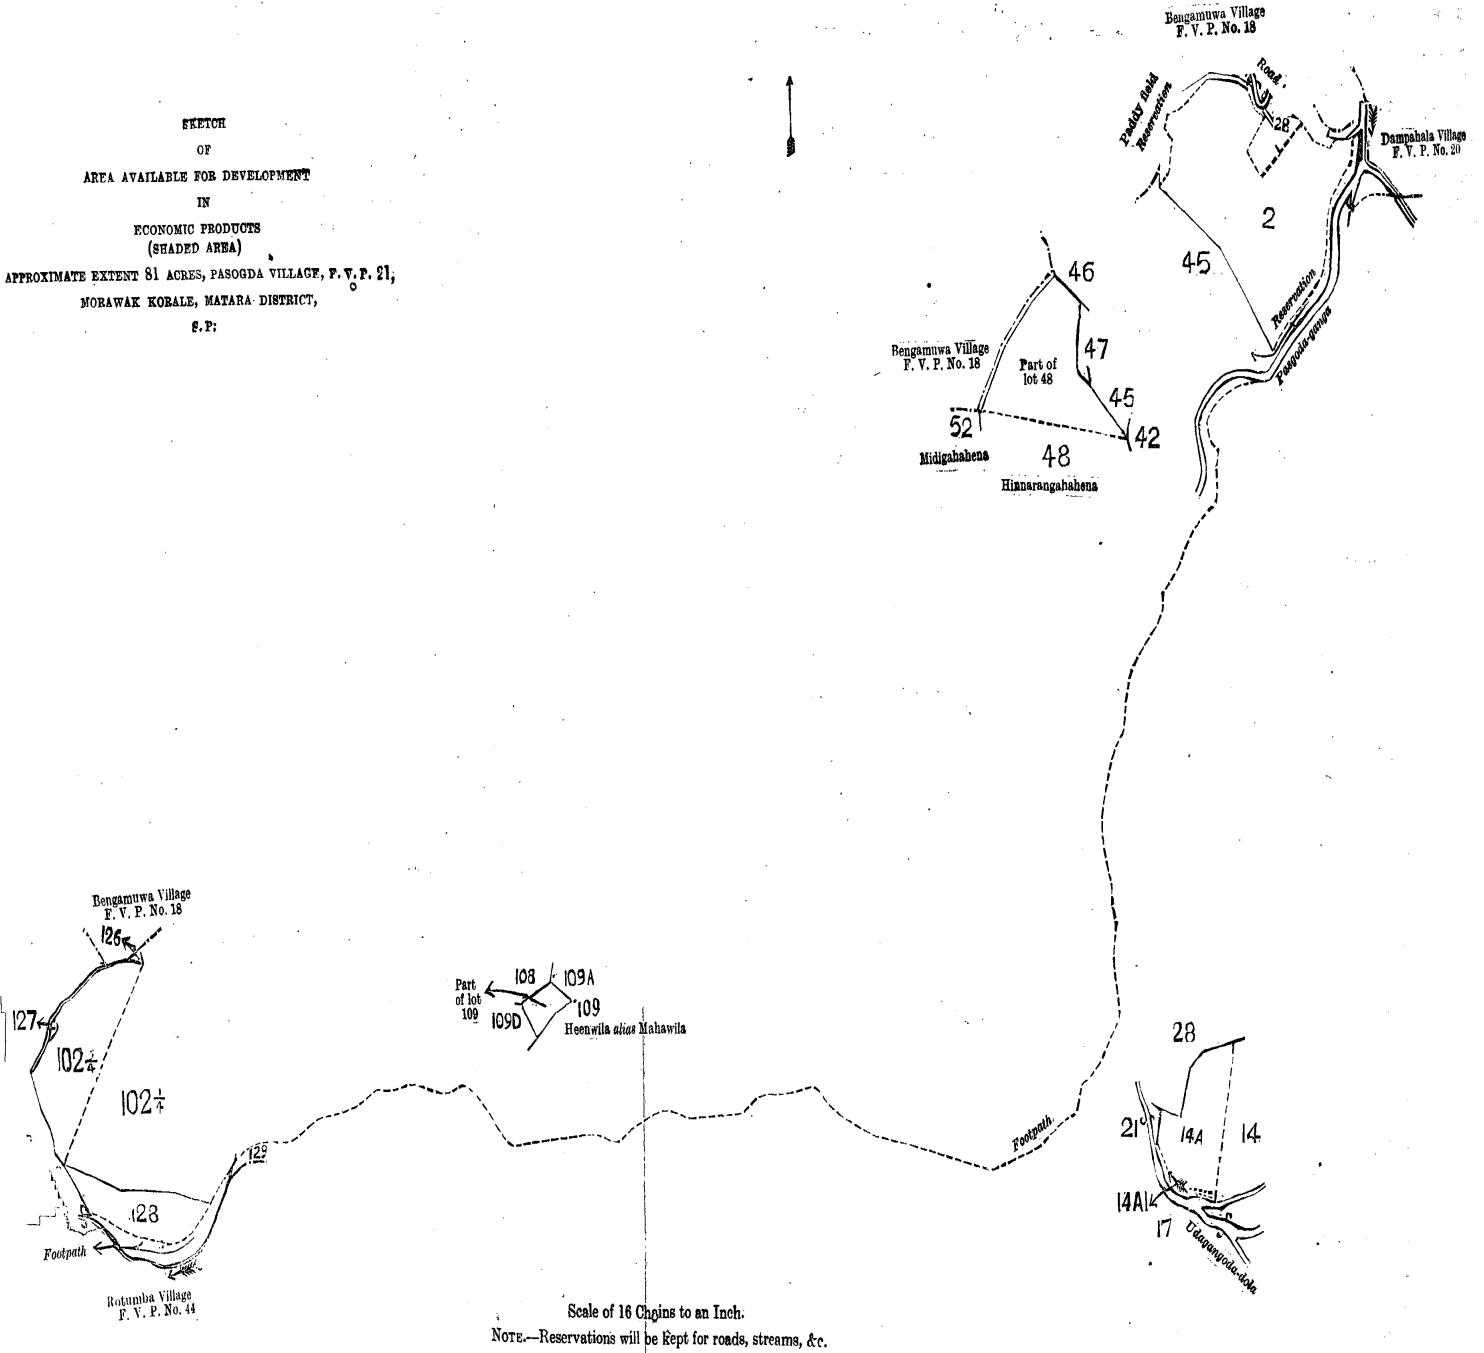 SKETCH
OF
AREA AVAILABLE FOR DEVELOPMENT
IN
ECONOMIC PRODUCTS
(SHADED AREA)
APPROXIMATE EXTENT 81 ACRES, PASOGDA VILLAGE, F. V. P. 21,
MORAWAK KORALE, MATARA DISTRICT,
S. P:
Bengamuwa Village
F. V. P. No. 18
Road
Paddy field
Reservation
28
Dampahala Village
F. V. P. No. 20
2
45
Reservation
Pasgoda-ganga
46
Bengamuwa Village
F. V. P. No. 18
47
Part of
lot 48
45
52
42
Midigahahena
48
Hinnarangahahena
Bengamuwa Village
F. V. P. No. 18
126
127
102 3/4
102 1/4
129
128
Footpath
Rotumba Village
F. V. P. No. 44
108
109A
Part
of lot
109
109
109D
Heenwila alias Mahawila
Footpath
28
21
14A
14
14A1
17
Udagangoda-dola
Scale of 16 Chains to an Inch.
NOTE.—Reservations will be kept for roads, streams, &c.